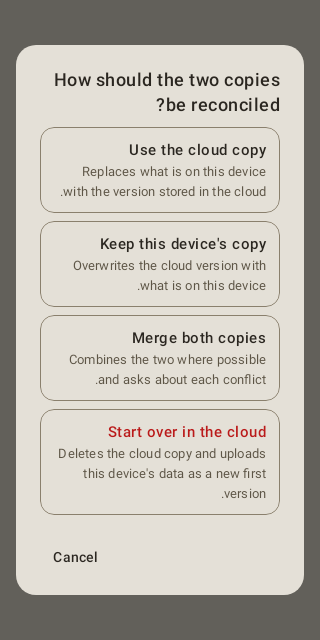 How should the two copies
be reconciled?
Use the cloud copy
Replaces what is on this device
with the version stored in the cloud.
Keep this device's copy
Overwrites the cloud version with
what is on this device.
Merge both copies
Combines the two where possible
and asks about each conflict.
Start over in the cloud
Deletes the cloud copy and uploads
this device's data as a new first
version.
Cancel